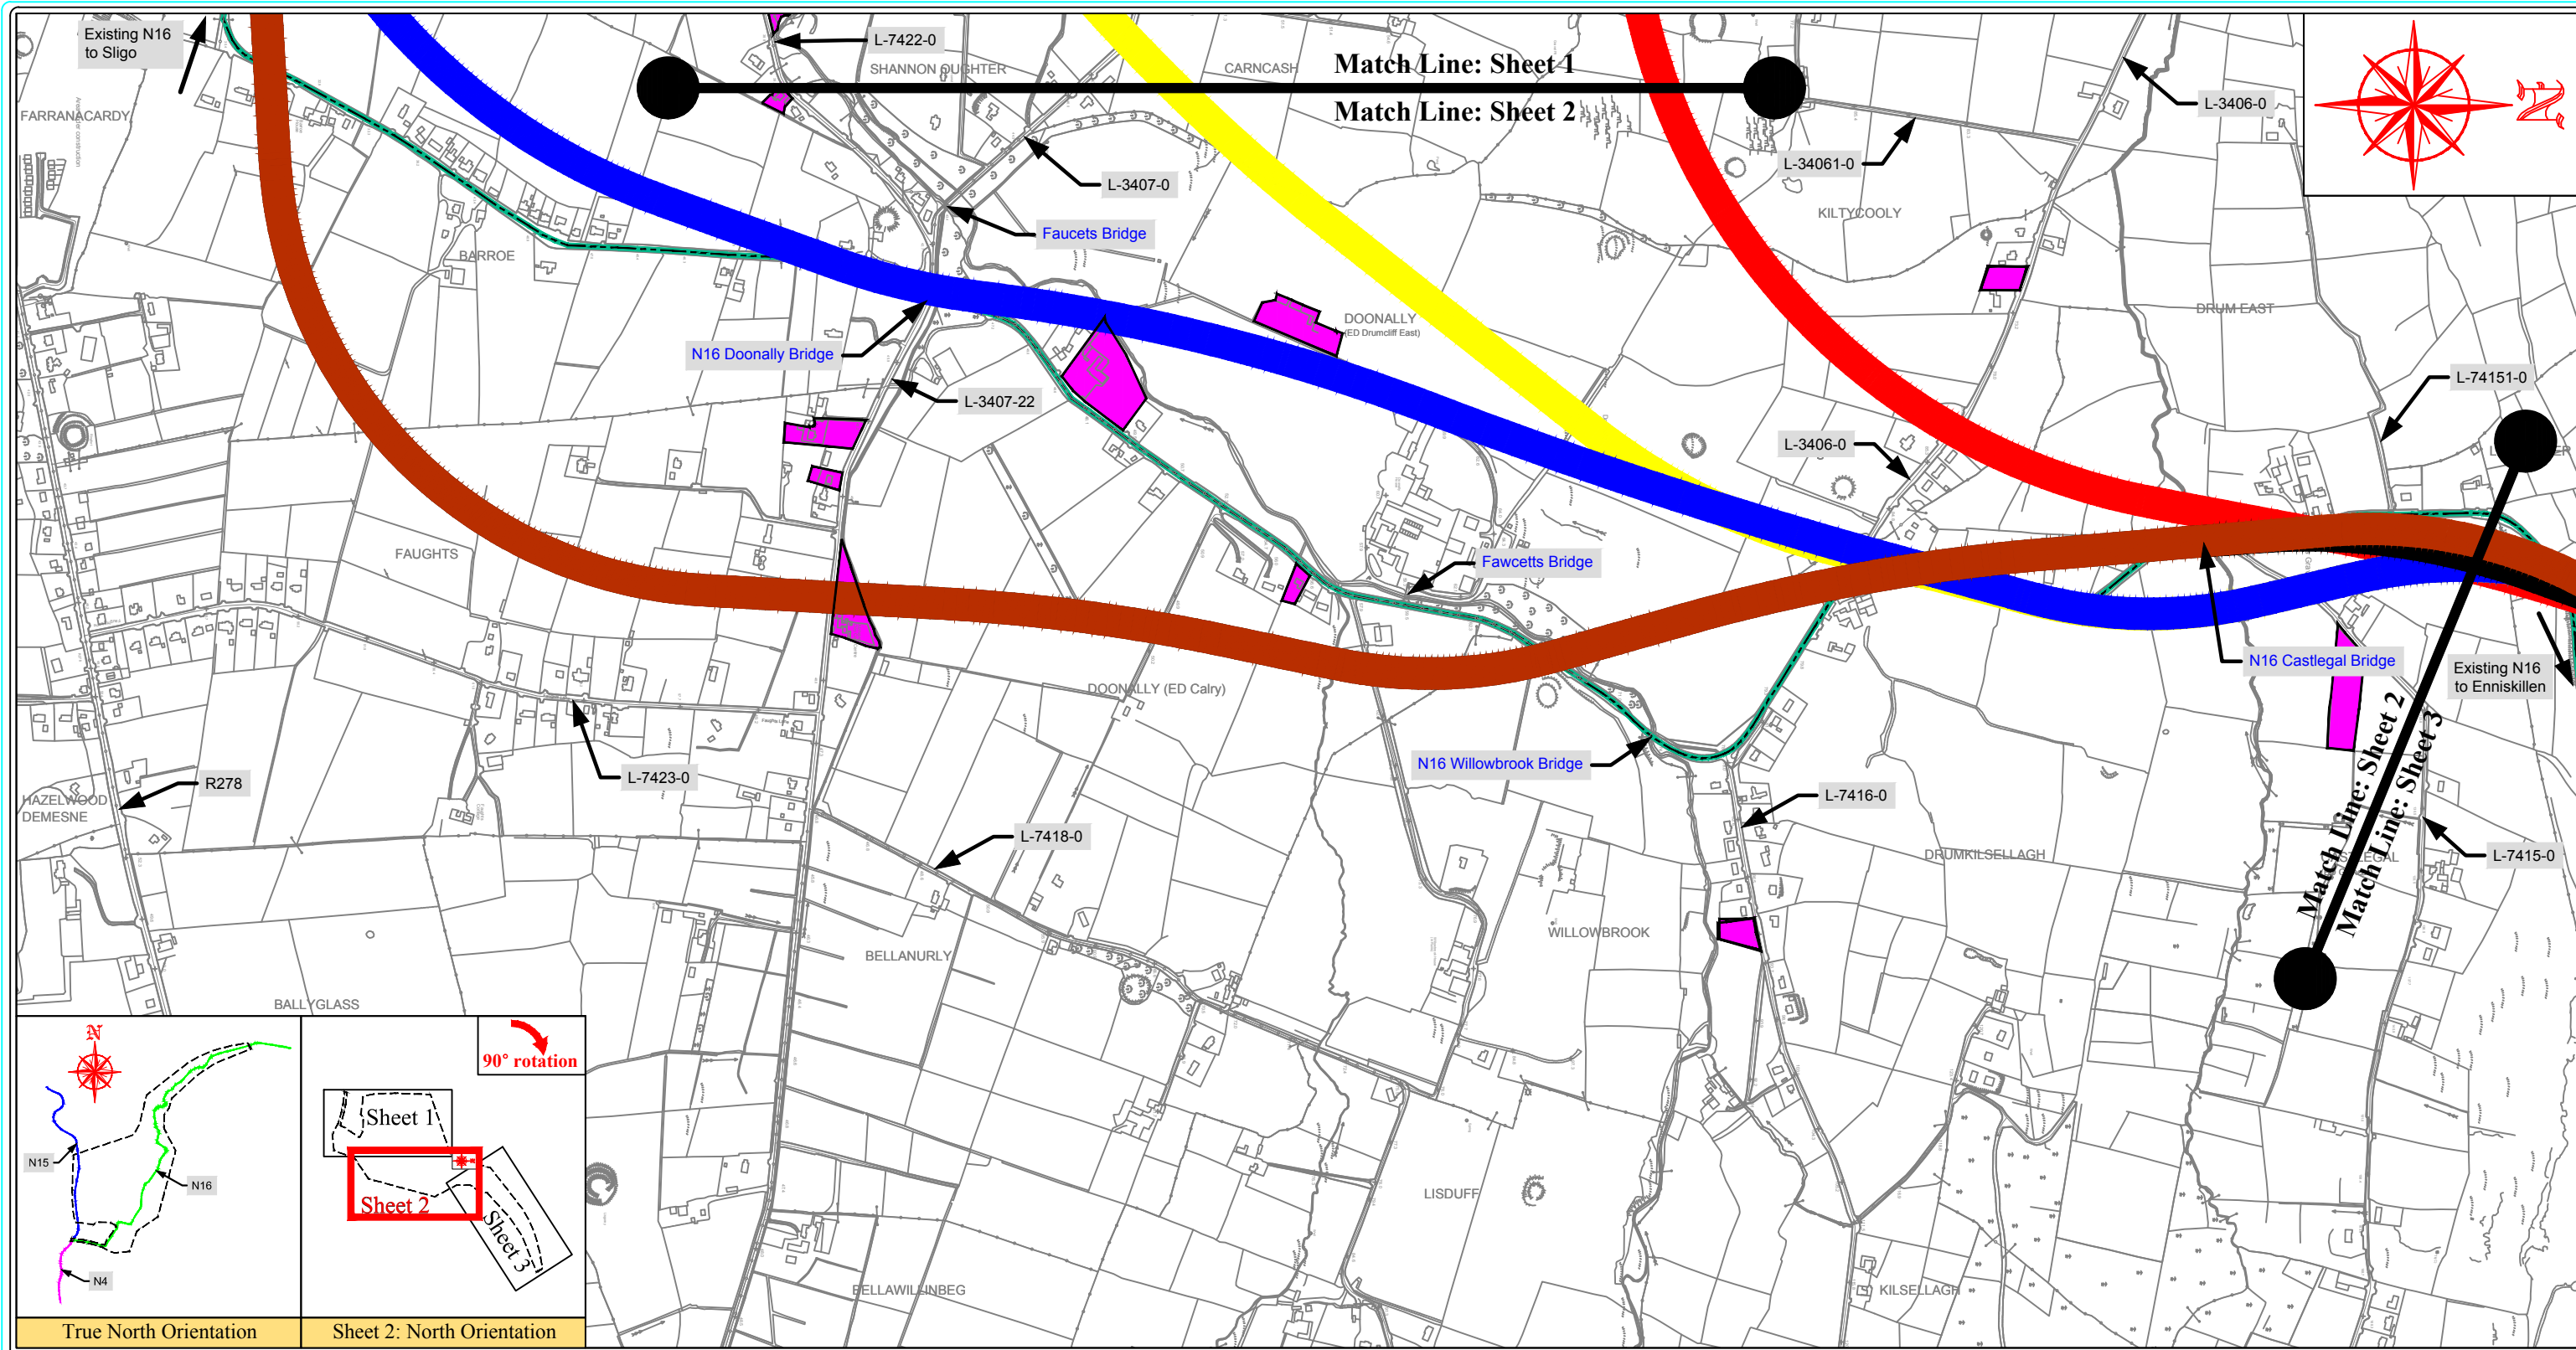 Existing N16
to Sligo
L-7422-0
SHANNON OUGHTER
CARNCASH
Match Line: Sheet 1
Match Line: Sheet 2
L-3406-0
N
FARRANACARDY
L-34061-0
L-3407-0
KILTYCOOLY
Faucets Bridge
BARROE
DRUM EAST
DOONALLY
(ED Drumcliff East)
N16 Doonally Bridge
L-74151-0
L-3407-22
L-3406-0
FAUGHTS
Fawcetts Bridge
N16 Castlegal Bridge
Existing N16
to Enniskillen
DOONALLY (ED Calry)
N16 Willowbrook Bridge
L-7423-0
R278
HAZELWOOD
DEMESNE
L-7416-0
Match Line: Sheet 2
Match Line: Sheet 3
L-7418-0
DRUMKILSELLAGH
L-7415-0
WILLOWBROOK
BELLANURLY
BALLYGLASS
LISDUFF
BELLAWILLINBEG
KILSELLAGH
N
N15
N16
N4
True North Orientation
90° rotation
Sheet 1
Sheet 2
Sheet 3
Sheet 2: North Orientation